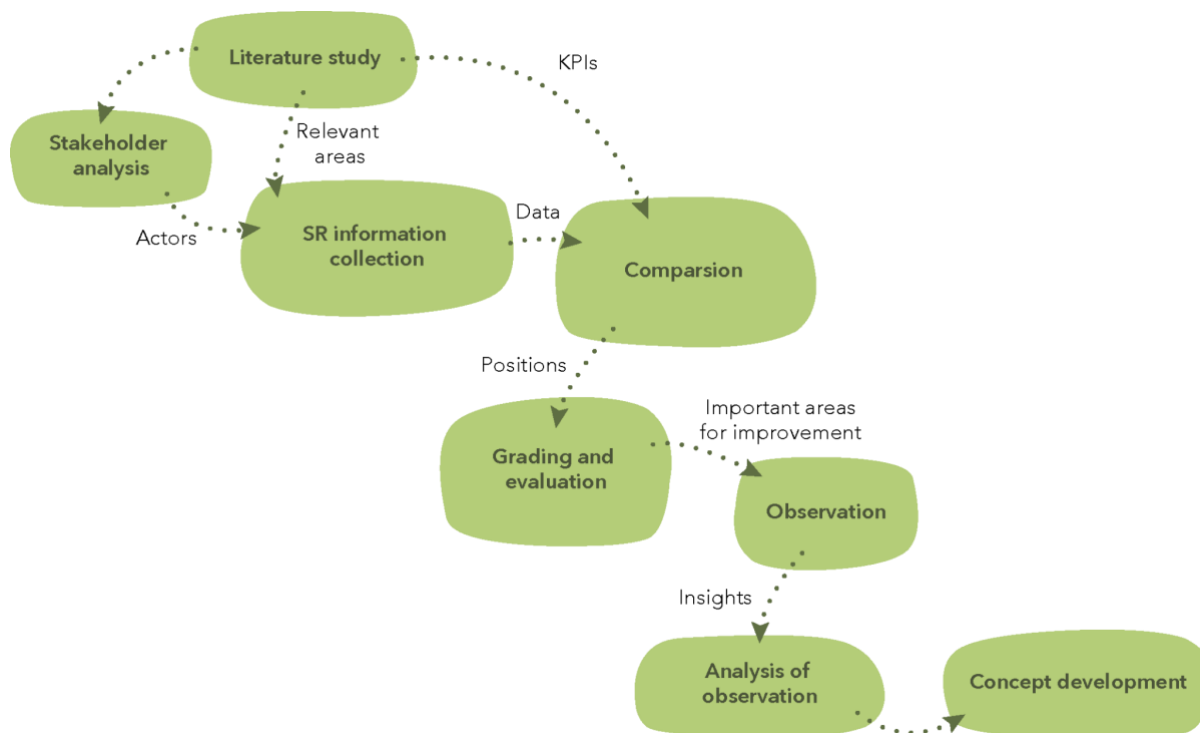 Literature study
KPIs
Stakeholder
analysis
Relevant
areas
Actors
SR information
collection
Data
Comparsion
Positions
Grading and
evaluation
Important areas
for improvement
Observation
Insights
Analysis of
observation
Concept development